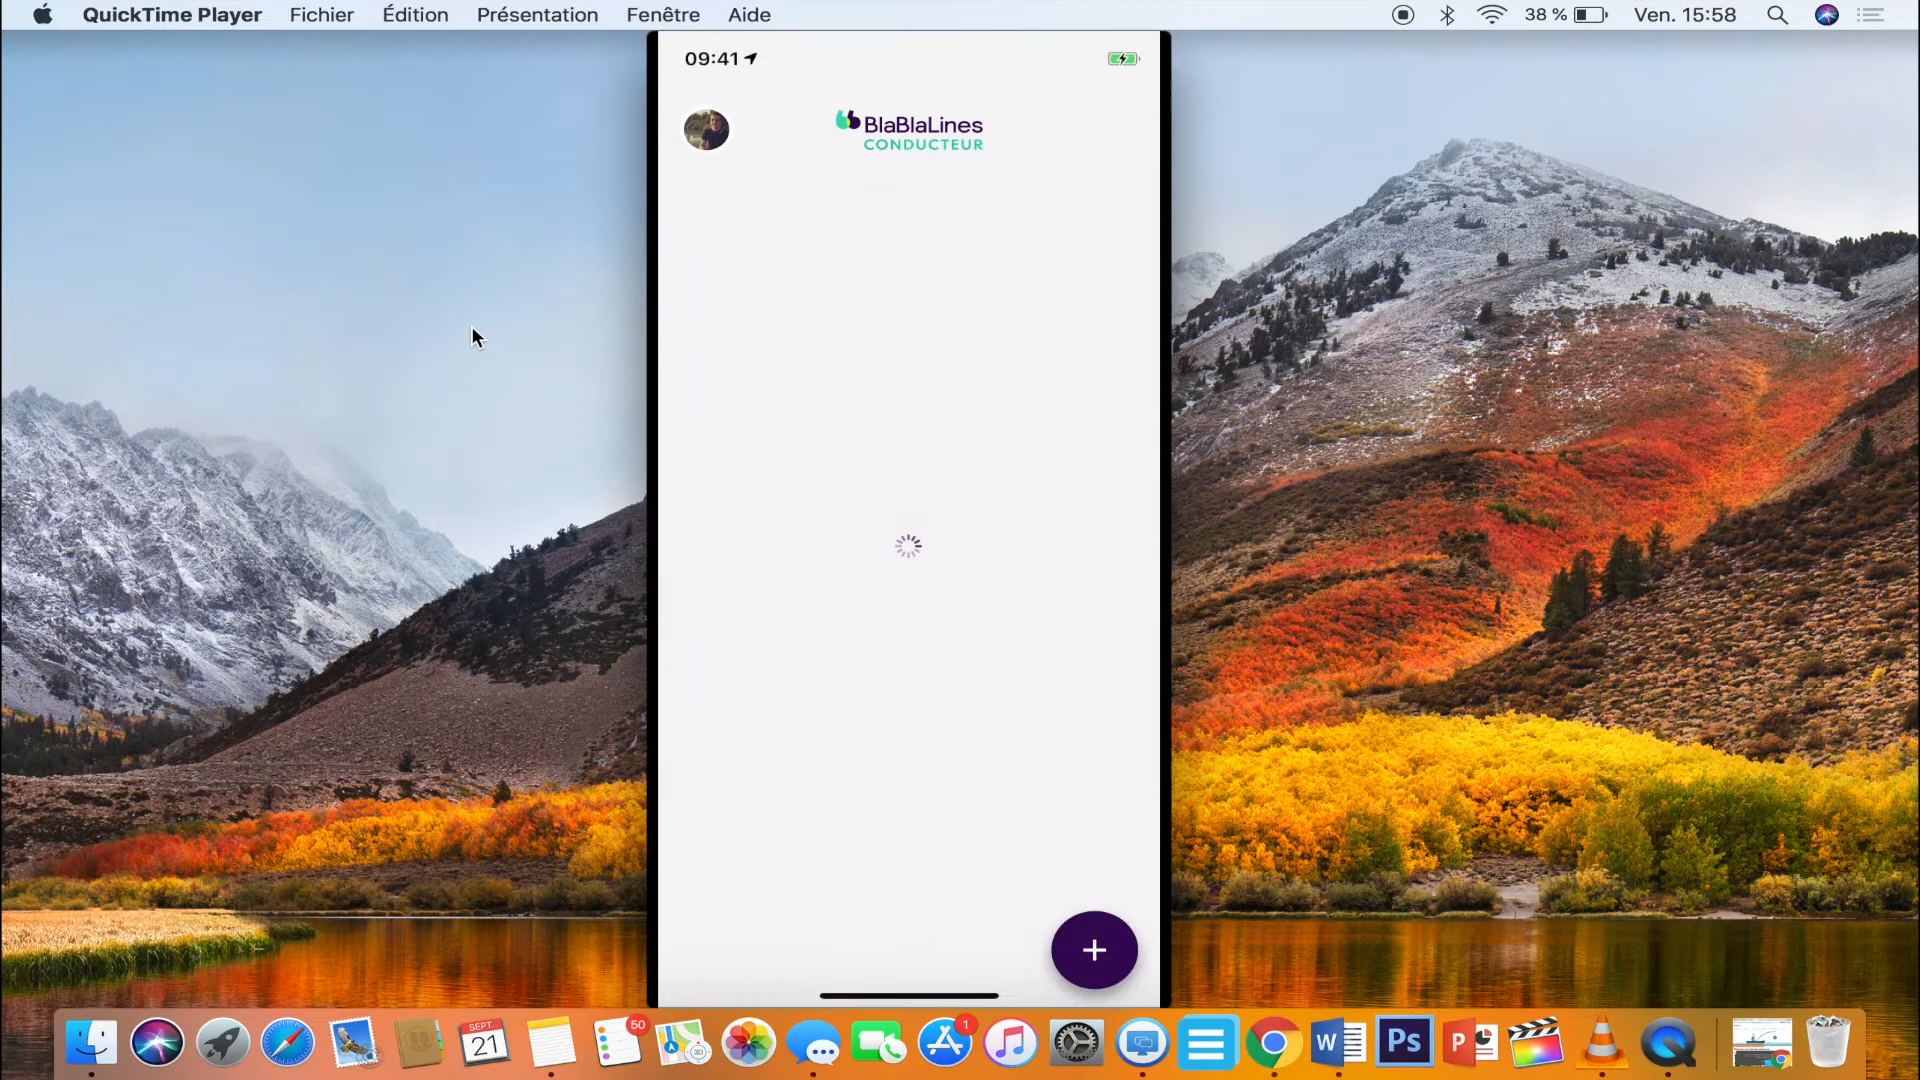 QuickTime Player Fichier Édition Présentation Fenêtre Aide 38 % Ven. 15:58
09:41
BlaBlaLines
CONDUCTEUR
SEPT.
21
50
3D
1
W
Ps
P